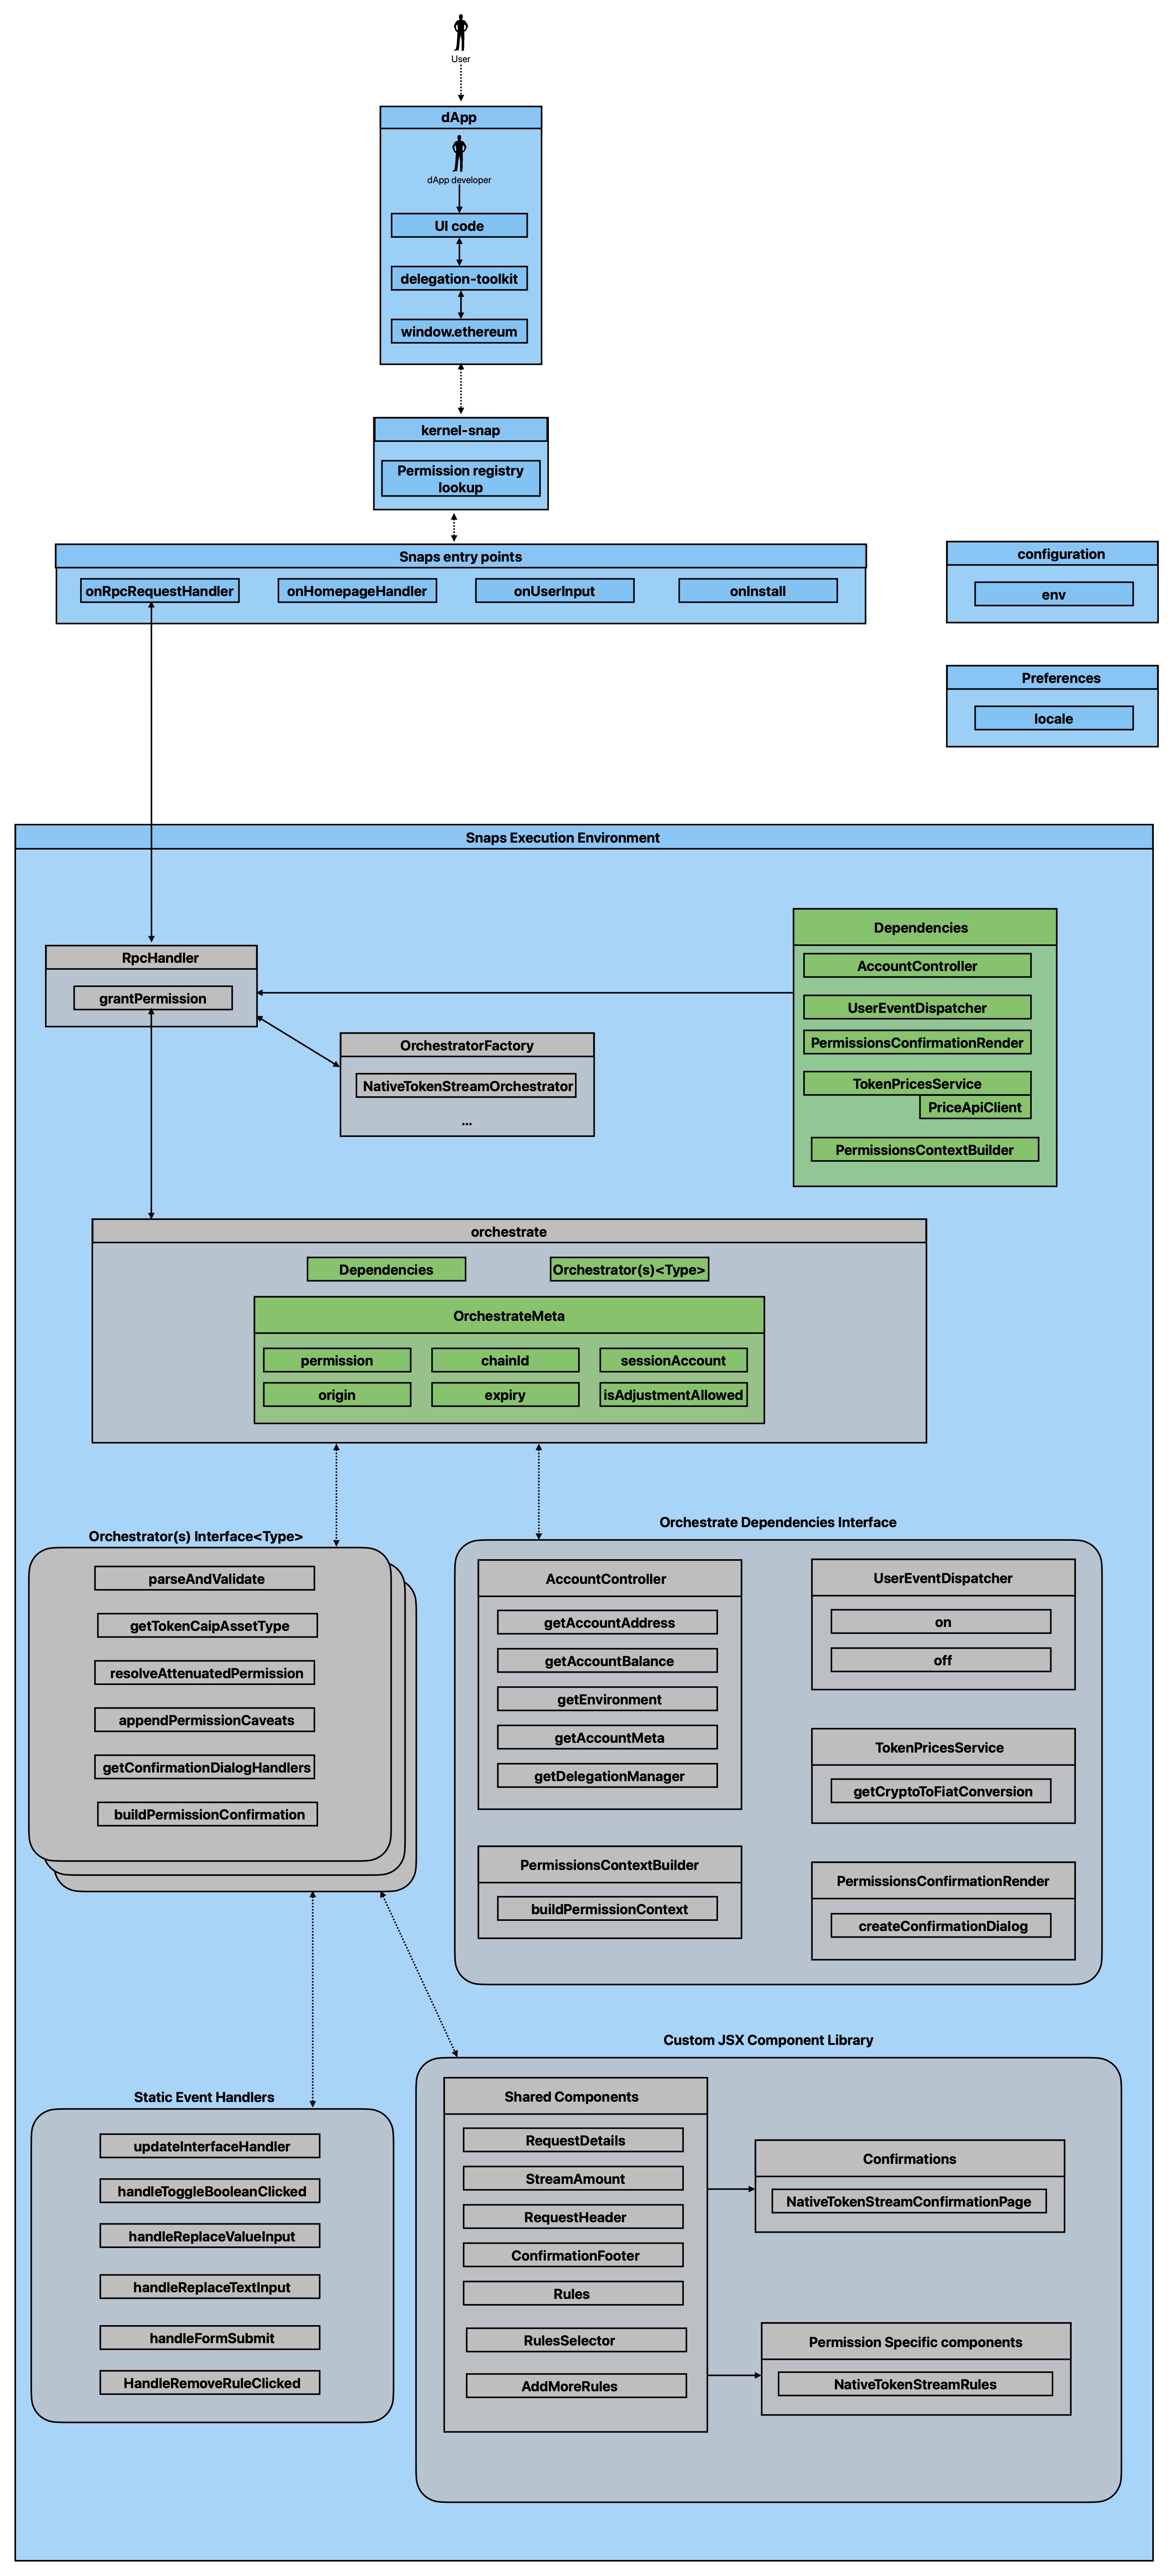 User
dApp
dApp developer
UI code
delegation-toolkit
window.ethereum
kernel-snap
Permission registry
lookup
Snaps entry points
onRpcRequestHandler
onHomepageHandler
onUserInput
onInstall
configuration
env
Preferences
locale
Snaps Execution Environment
RpcHandler
grantPermission
OrchestratorFactory
NativeTokenStreamOrchestrator
...
Dependencies
AccountController
UserEventDispatcher
PermissionsConfirmationRender
TokenPricesService
PriceApiClient
PermissionsContextBuilder
orchestrate
Dependencies
Orchestrator(s)<Type>
OrchestrateMeta
permission
chainId
sessionAccount
origin
expiry
isAdjustmentAllowed
Orchestrator(s) Interface<Type>
parseAndValidate
getTokenCaipAssetType
resolveAttenuatedPermission
appendPermissionCaveats
getConfirmationDialogHandlers
buildPermissionConfirmation
Orchestrate Dependencies Interface
AccountController
getAccountAddress
getAccountBalance
getEnvironment
getAccountMeta
getDelegationManager
UserEventDispatcher
on
off
TokenPricesService
getCryptoToFiatConversion
PermissionsContextBuilder
buildPermissionContext
PermissionsConfirmationRender
createConfirmationDialog
Static Event Handlers
updateInterfaceHandler
handleToggleBooleanClicked
handleReplaceValueInput
handleReplaceTextInput
handleFormSubmit
HandleRemoveRuleClicked
Custom JSX Component Library
Shared Components
RequestDetails
StreamAmount
RequestHeader
ConfirmationFooter
Rules
RulesSelector
AddMoreRules
Confirmations
NativeTokenStreamConfirmationPage
Permission Specific components
NativeTokenStreamRules